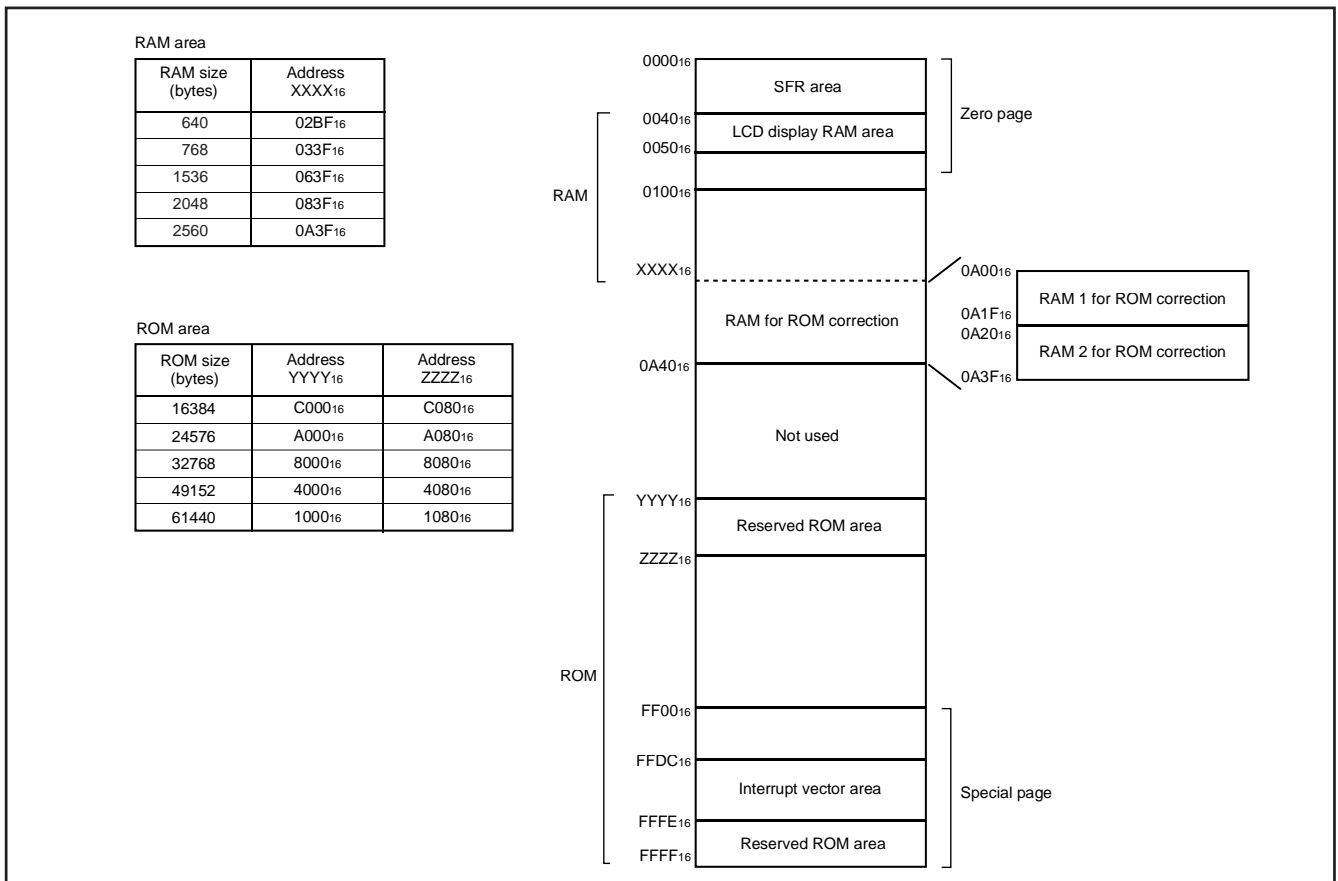 RAM area
RAM size (bytes) Address XXXX₁₆
640 02BF₁₆
768 033F₁₆
1536 063F₁₆
2048 083F₁₆
2560 0A3F₁₆
ROM area
ROM size (bytes) Address YYYY₁₆ Address ZZZZ₁₆
16384 C000₁₆ C080₁₆
24576 A000₁₆ A080₁₆
32768 8000₁₆ 8080₁₆
49152 4000₁₆ 4080₁₆
61440 1000₁₆ 1080₁₆
0000₁₆
SFR area
Zero page
0040₁₆
LCD display RAM area
0050₁₆
RAM
0100₁₆
XXXX₁₆
RAM for ROM correction
0A00₁₆
RAM 1 for ROM correction
0A1F₁₆
0A20₁₆
RAM 2 for ROM correction
0A3F₁₆
0A40₁₆
Not used
YYYY₁₆
Reserved ROM area
ZZZZ₁₆
ROM
FF00₁₆
FFDC₁₆
Interrupt vector area
Special page
FFFE₁₆
Reserved ROM area
FFFF₁₆